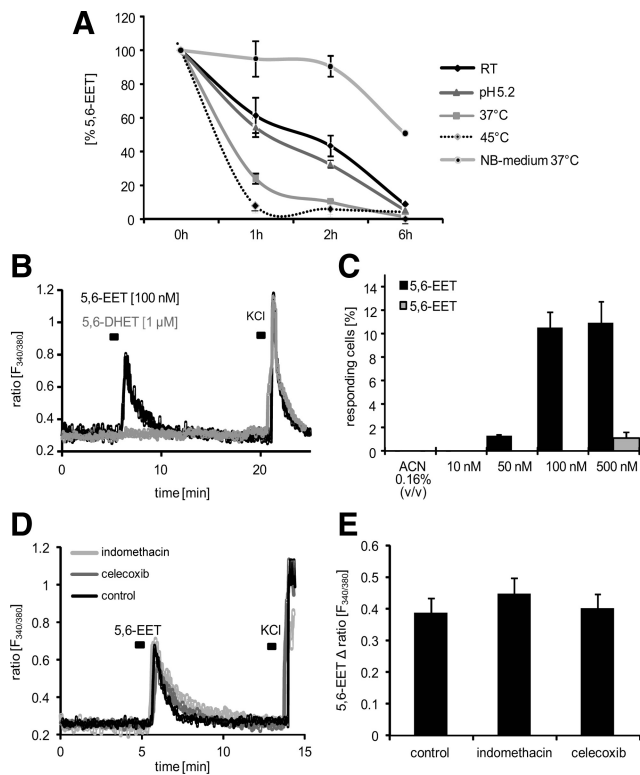 A
[% 5,6-EET]
120
100
80
60
40
20
0
0h 1h 2h 6h
RT
pH5.2
37°C
45°C
NB-medium 37°C
B
ratio [F340/380]
1.2
1.0
0.8
0.6
0.4
0.2
5,6-EET [100 nM]
5,6-DHET [1 µM]
KCl
0 10 20
time [min]
C
responding cells [%]
14
12
10
8
6
4
2
0
5,6-EET
5,6-EET
ACN 10 nM 50 nM 100 nM 500 nM
0.16%
(v/v)
D
ratio [F340/380]
1.2
1.0
0.8
0.6
0.4
0.2
indomethacin
celecoxib
control
5,6-EET
KCl
0 5 10 15
time [min]
E
5,6-EET Δ ratio [F340/380]
0.6
0.5
0.4
0.3
0.2
0.1
0
control indomethacin celecoxib